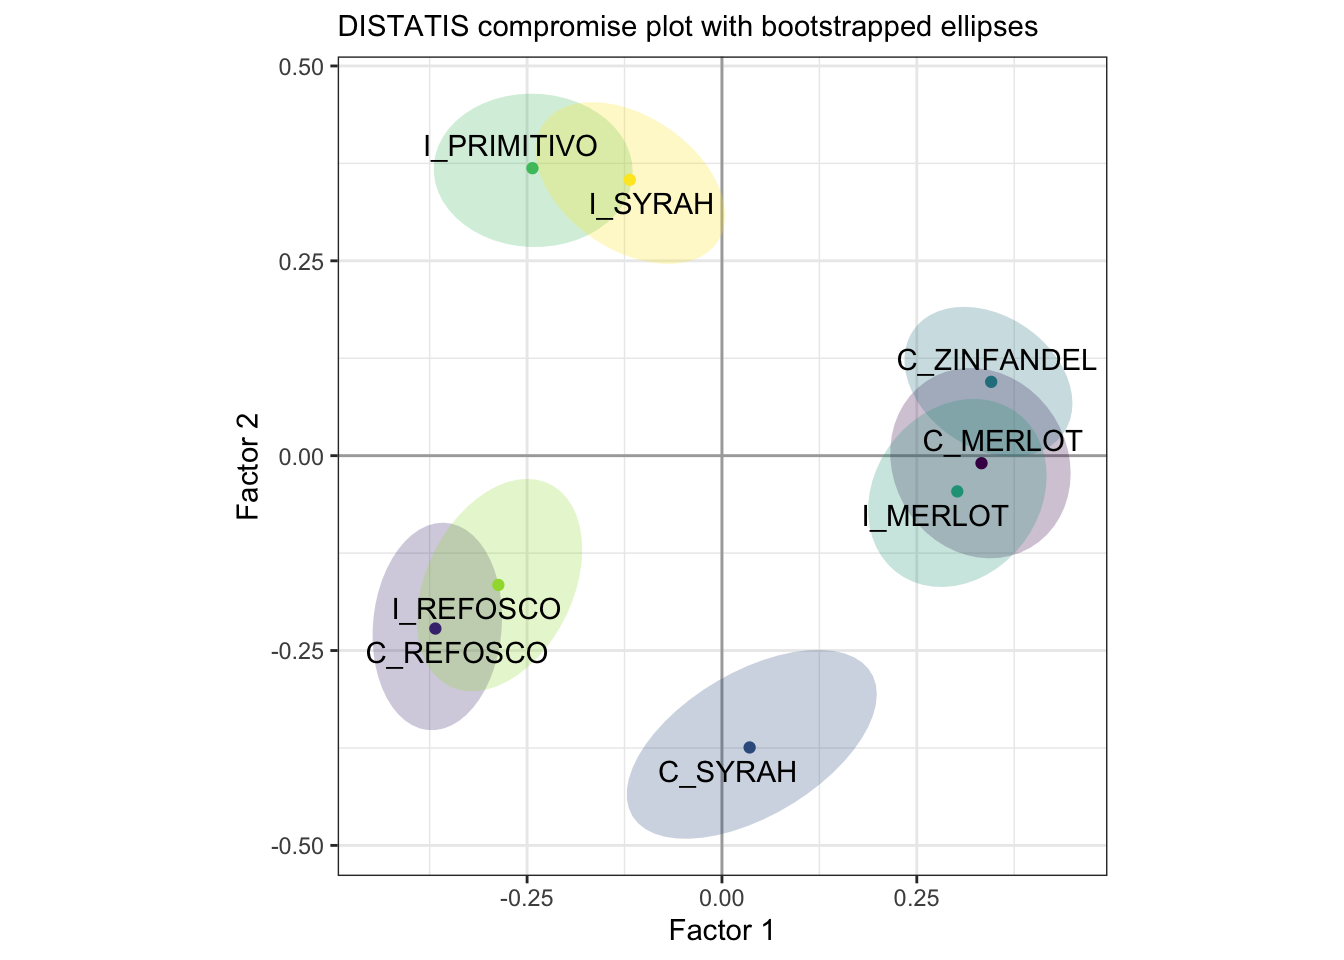 DISTATIS compromise plot with bootstrapped ellipses
0.50
I_PRIMITIVO
I_SYRAH
0.25
C_ZINFANDEL
C_MERLOT
Factor 2
0.00
I_MERLOT
I_REFOSCO
C_REFOSCO
-0.25
C_SYRAH
-0.50
-0.25
0.00
0.25
Factor 1